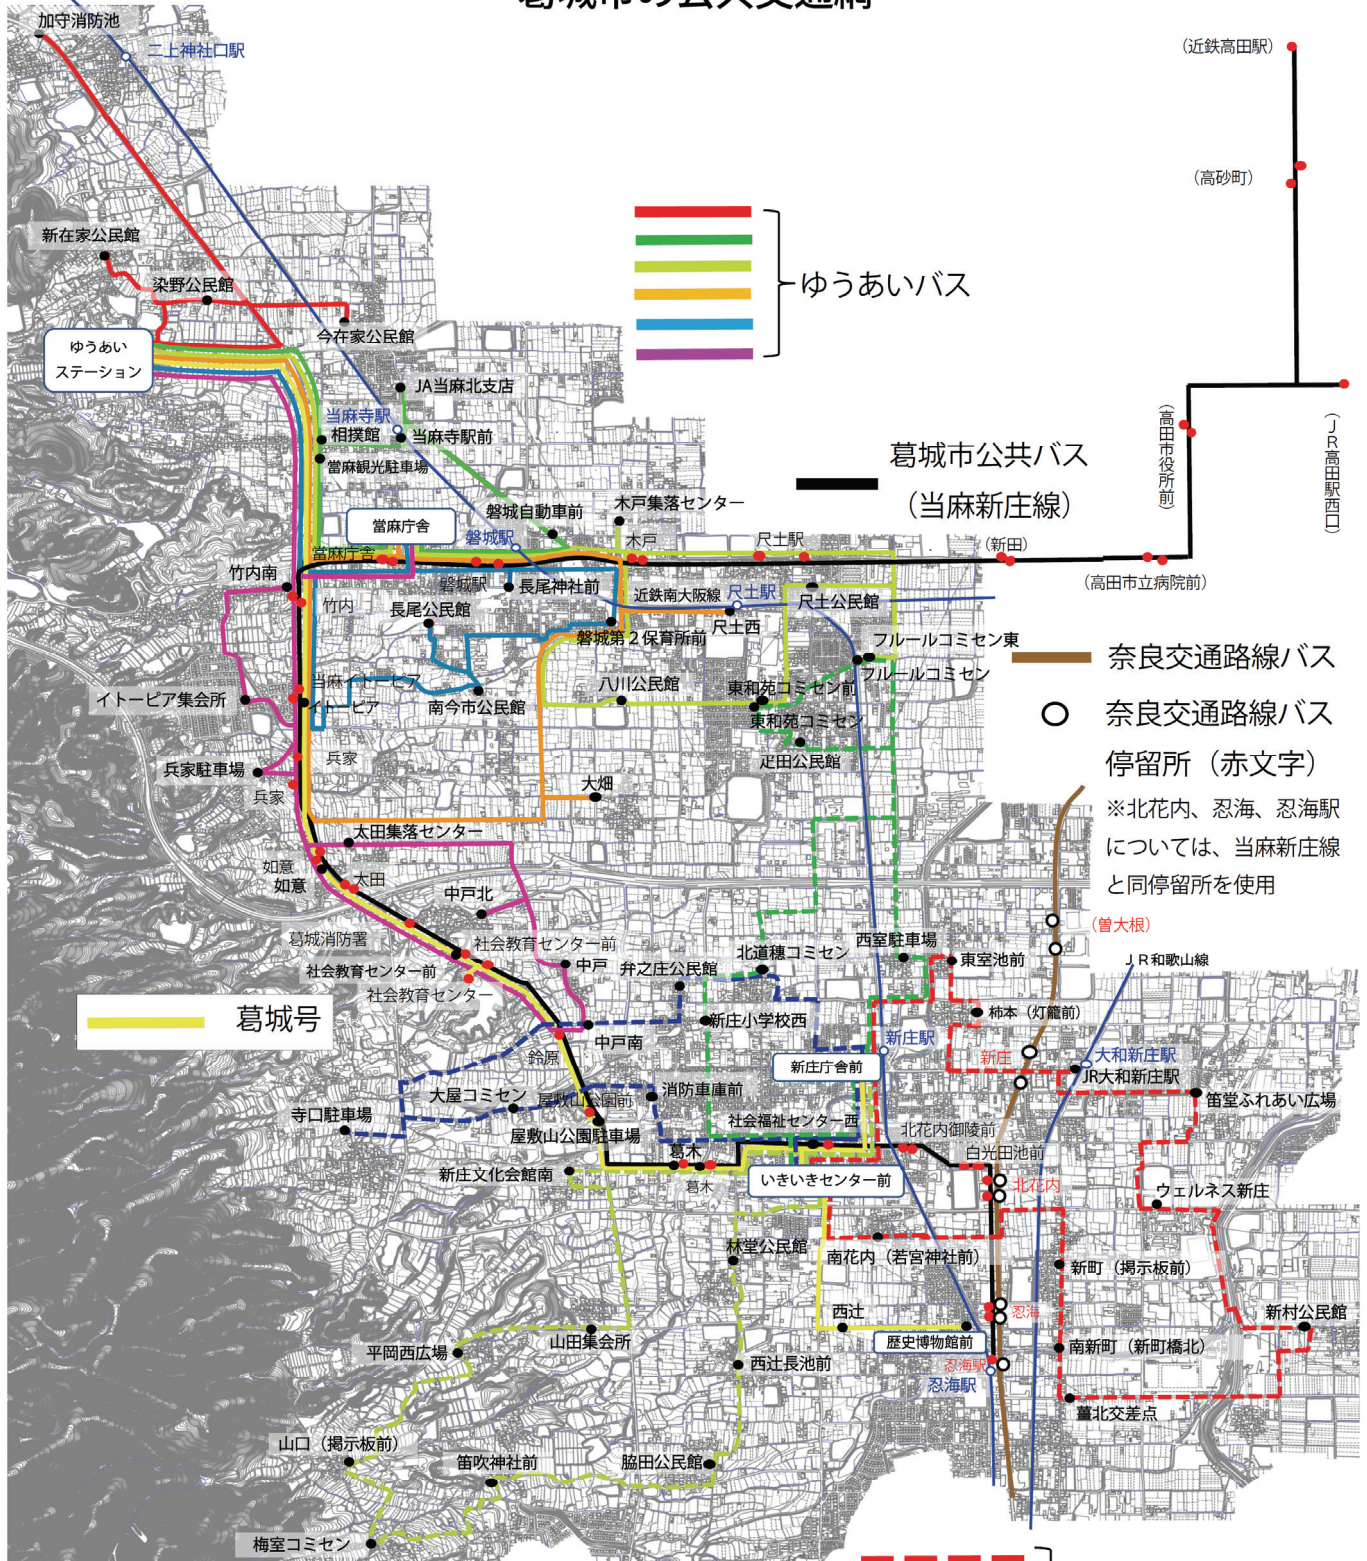 葛城市の公共交通網
加守消防池
二上神社口駅
（近鉄高田駅）
（高砂町）
新在家公民館
染野公民館
今在家公民館
ゆうあい
ステーション
ゆうあいバス
JA当麻北支店
当麻寺駅
相撲館
当麻寺駅前
當麻観光駐車場
葛城市公共バス
（当麻新庄線）
（高田市役所前）
（ＪＲ高田駅西口）
木戸集落センター
磐城自動車前
當麻庁舎
當麻庁舎
磐城駅
木戸
尺土駅
（新田）
（高田市立病院前）
竹内南
竹内
磐城駅
長尾神社前
近鉄南大阪線
尺土駅
尺土公民館
長尾公民館
磐城第２保育所前
尺土西
フルールコミセン東
フルールコミセン
奈良交通路線バス
イトーピア集会所
当麻イトーピア
イトーピア
南今市公民館
八川公民館
東和苑コミセン前
東和苑コミセン
疋田公民館
奈良交通路線バス
停留所（赤文字）
※北花内、忍海、忍海駅
については、当麻新庄線
と同停留所を使用
兵家駐車場
兵家
兵家
大畑
太田集落センター
如意
如意
太田
中戸北
葛城消防署
社会教育センター前
社会教育センター前
社会教育センター
中戸
弁之庄公民館
北道穂コミセン
西室駐車場
東室池前
（曽大根）
ＪＲ和歌山線
葛城号
新庄小学校西
柿本（灯籠前）
鈴原
中戸南
新庄駅
新庄
大和新庄駅
JR大和新庄駅
新庄庁舎前
大屋コミセン
屋敷山公園前
消防車庫前
笛堂ふれあい広場
寺口駐車場
屋敷山公園駐車場
社会福祉センター西
北花内御陵前
白光田池前
新庄文化会館南
葛木
葛木
いきいきセンター前
北花内
ウェルネス新庄
林堂公民館
南花内（若宮神社前）
新町（掲示板前）
西辻
忍海
新村公民館
山田集会所
歴史博物館前
南新町（新町橋北）
平岡西広場
西辻長池前
忍海駅
忍海駅
薑北交差点
山口（掲示板前）
笛吹神社前
脇田公民館
梅室コミセン